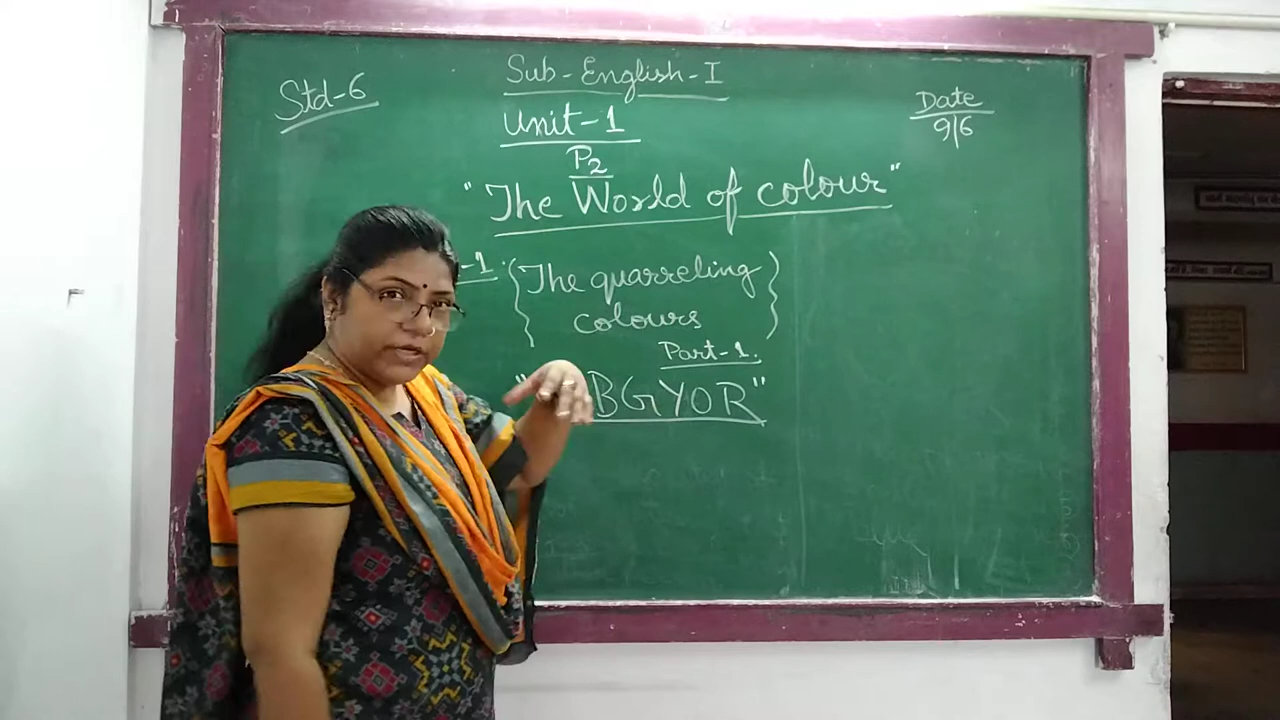 Sub-English-I
Std-6
Date
9/6
Unit-1
P2
"The World of colour"
-1. {The quarreling
colours}
Part-1.
" BGYOR"